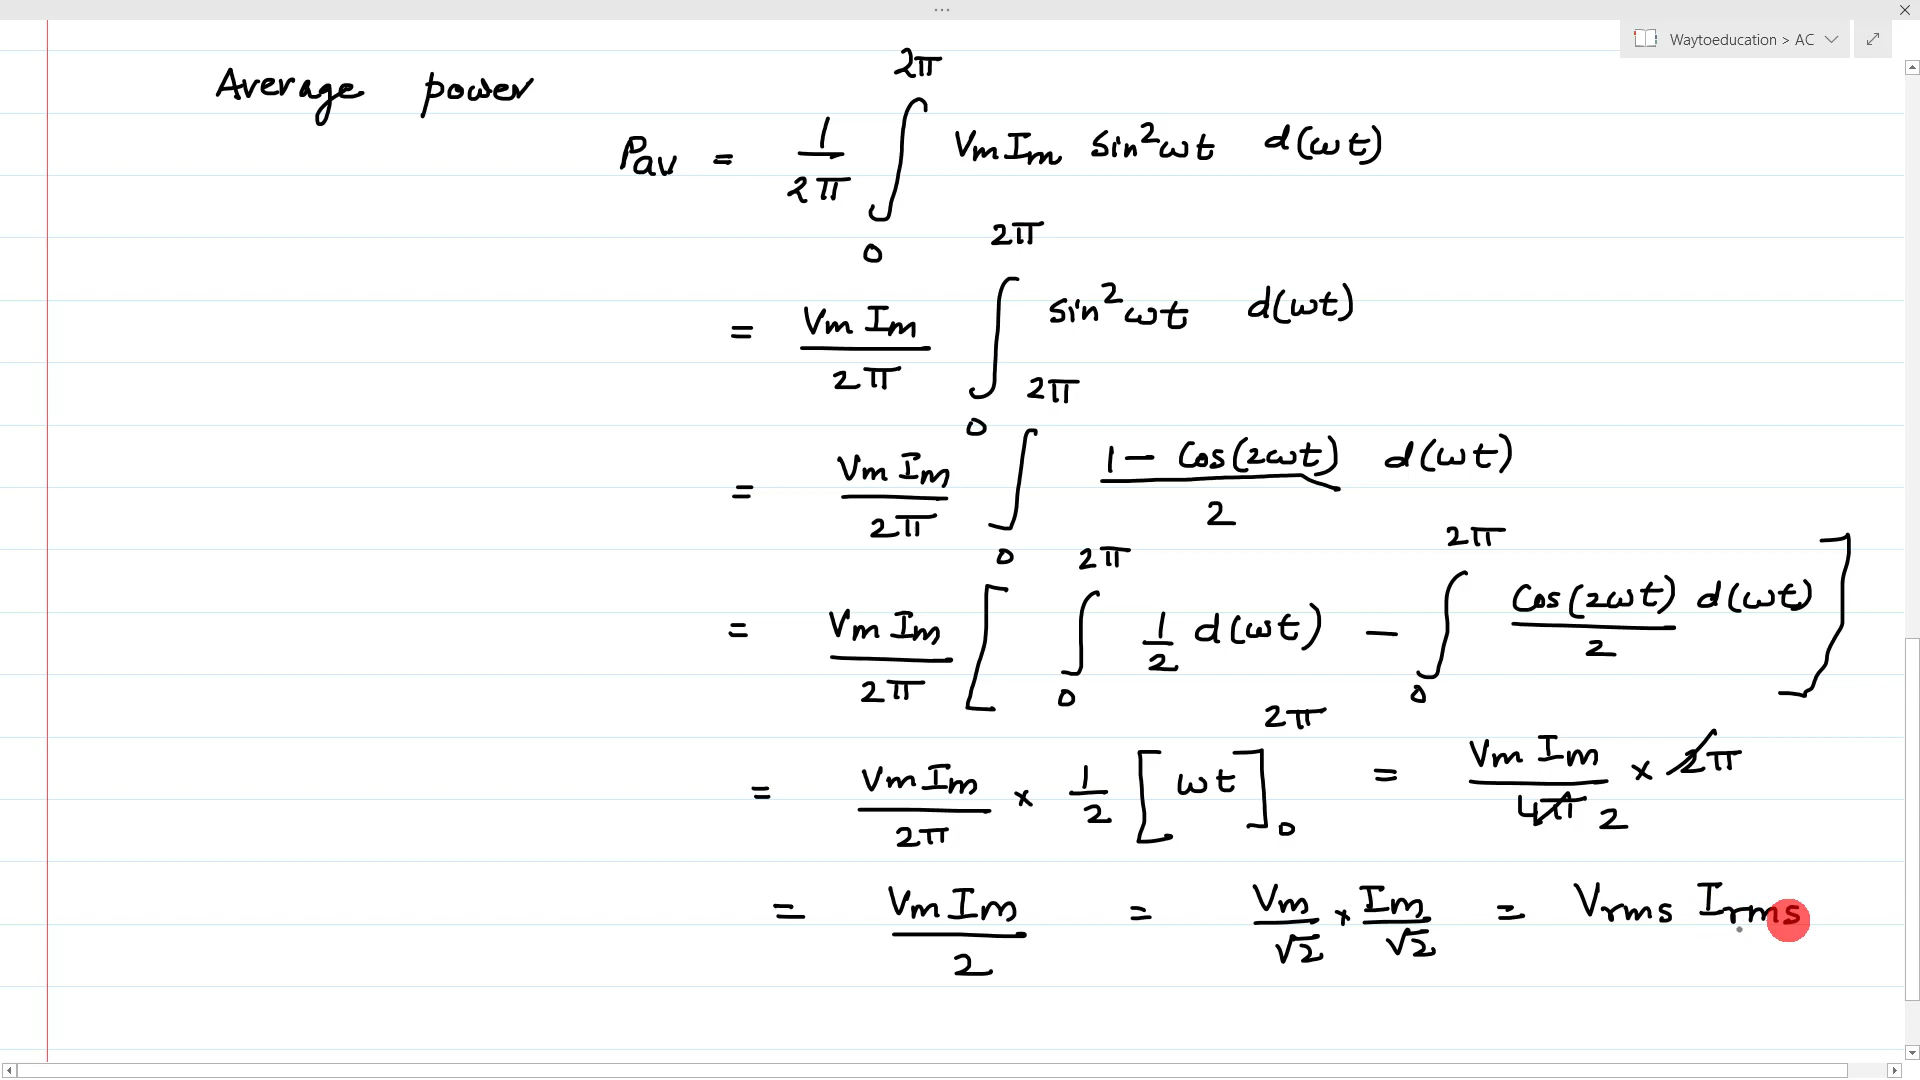 Waytoeducation > AC
Average power
Pav = 1/2π ∫₀^2π VmIm sin²ωt d(ωt)
= Vm Im/2π ∫₀^2π sin²ωt d(ωt)
= Vm Im/2π ∫₀^2π 1 - Cos(2ωt)/2 d(ωt)
= Vm Im/2π [ ∫₀^2π 1/2 d(ωt) - ∫₀^2π Cos(2ωt)/2 d(ωt) ]
= Vm Im/2π × 1/2 [ωt]₀^2π = Vm Im/4π 2 × 2π
= Vm Im/2 = Vm/√2 × Im/√2 = Vrms Irms